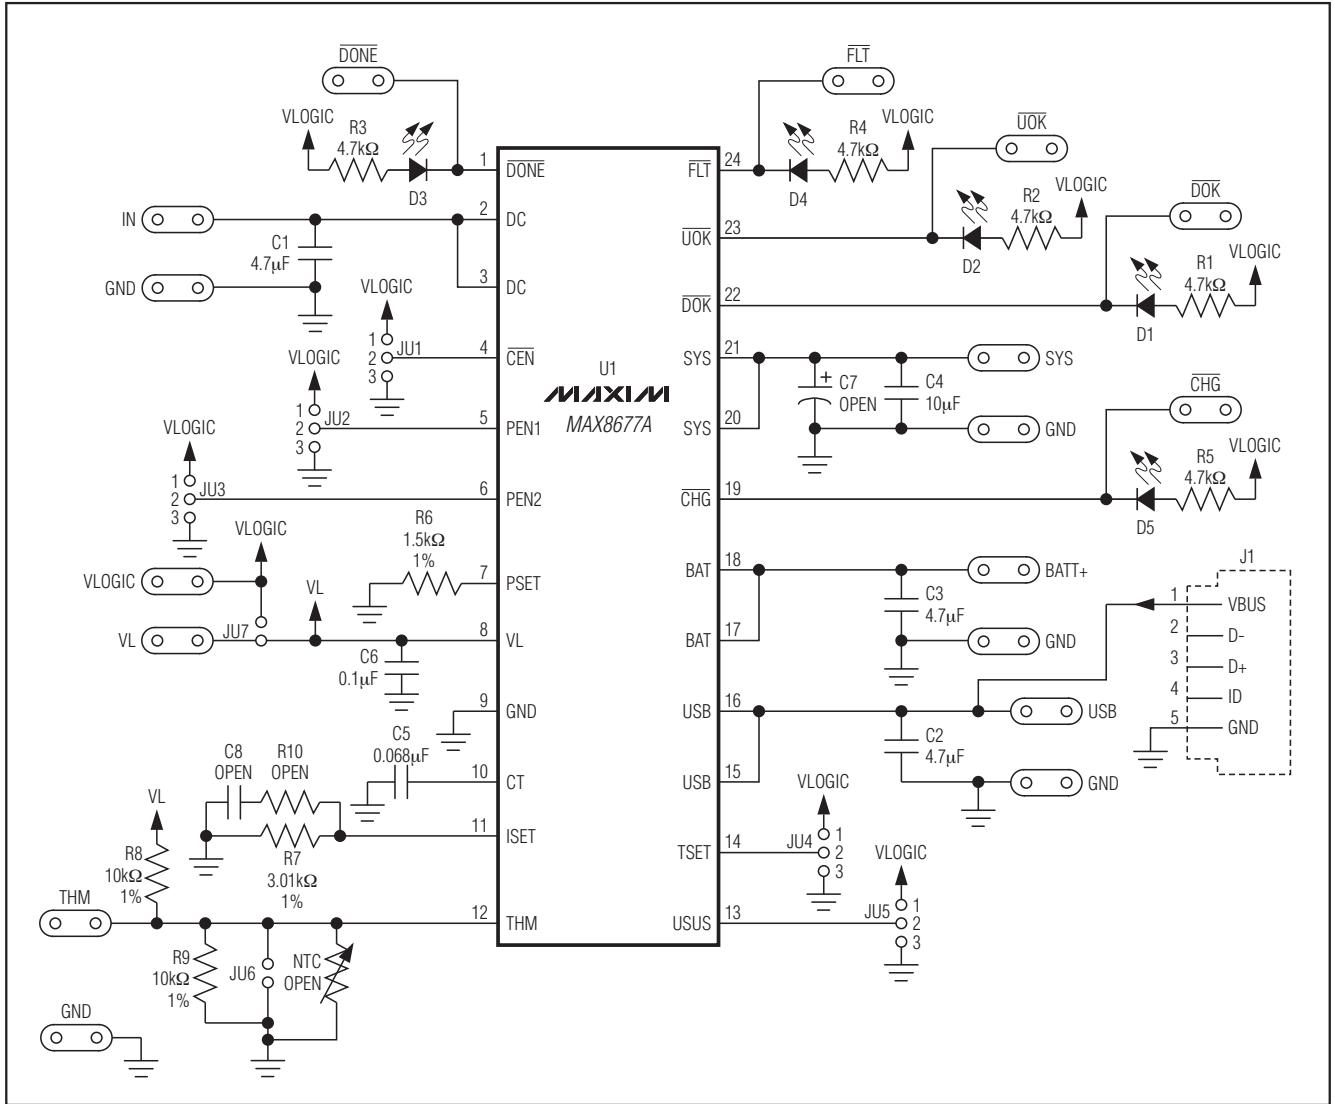 DONE
VLOGIC
R3
4.7kΩ
D3
1
DONE
IN
C1
4.7µF
2
DC
GND
3
DC
VLOGIC
1
2
3
JU1
4
CEN
VLOGIC
1
2
3
JU2
5
PEN1
VLOGIC
1
2
3
JU3
6
PEN2
VLOGIC
R6
1.5kΩ
1%
7
PSET
VLOGIC
VL
VL
JU7
8
VL
C6
0.1µF
9
GND
C5
0.068µF
10
CT
C8
OPEN
R10
OPEN
11
ISET
R7
3.01kΩ
1%
VL
R8
10kΩ
1%
THM
12
THM
R9
10kΩ
1%
JU6
NTC
OPEN
GND
U1
MAXIM
MAX8677A
FLT
VLOGIC
R4
4.7kΩ
D4
24
FLT
UOK
VLOGIC
R2
4.7kΩ
D2
23
UOK
DOK
VLOGIC
R1
4.7kΩ
D1
22
DOK
21
SYS
SYS
+
C7
OPEN
C4
10µF
20
SYS
GND
CHG
VLOGIC
R5
4.7kΩ
D5
19
CHG
18
BAT
BATT+
C3
4.7µF
17
BAT
GND
J1
1
VBUS
2
D-
3
D+
4
ID
5
GND
16
USB
USB
C2
4.7µF
15
USB
GND
VLOGIC
14
TSET
JU4
1
2
3
VLOGIC
13
USUS
JU5
1
2
3